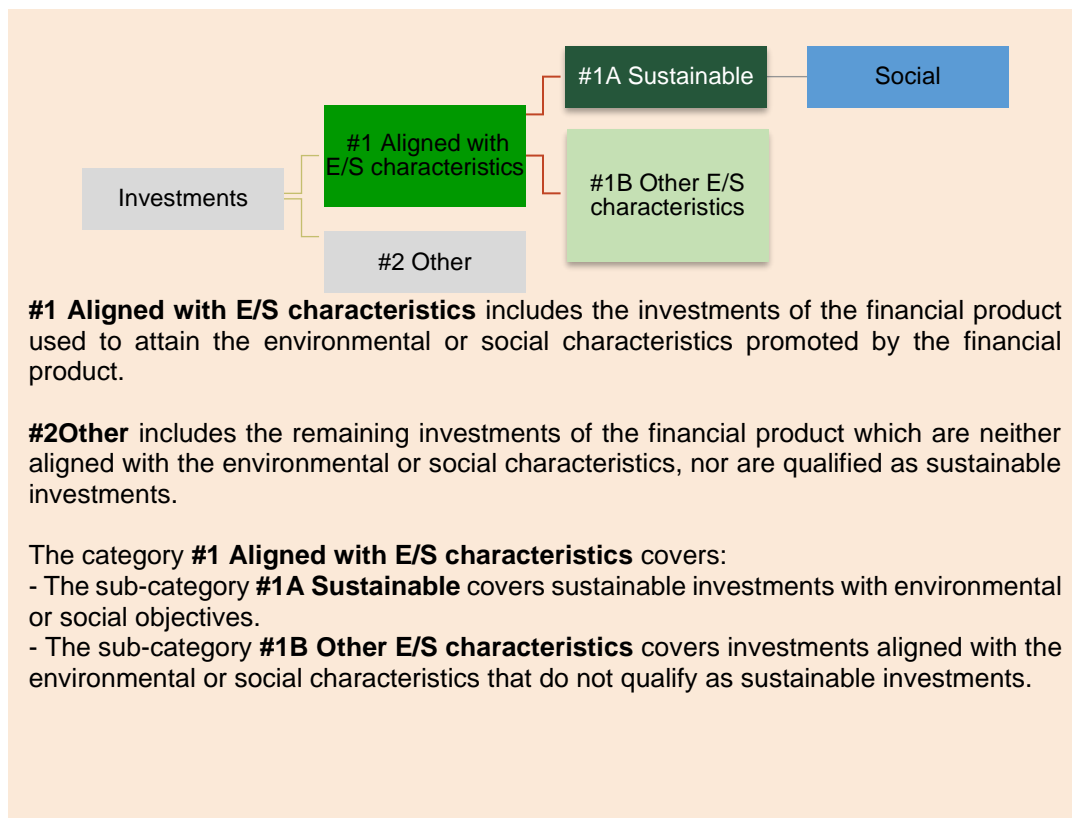 #1A Sustainable
Social
#1 Aligned with
E/S characteristics
#1B Other E/S
characteristics
Investments
#2 Other
#1 Aligned with E/S characteristics includes the investments of the financial product
used to attain the environmental or social characteristics promoted by the financial
product.
#2Other includes the remaining investments of the financial product which are neither
aligned with the environmental or social characteristics, nor are qualified as sustainable
investments.
The category #1 Aligned with E/S characteristics covers:
- The sub-category #1A Sustainable covers sustainable investments with environmental
or social objectives.
- The sub-category #1B Other E/S characteristics covers investments aligned with the
environmental or social characteristics that do not qualify as sustainable investments.